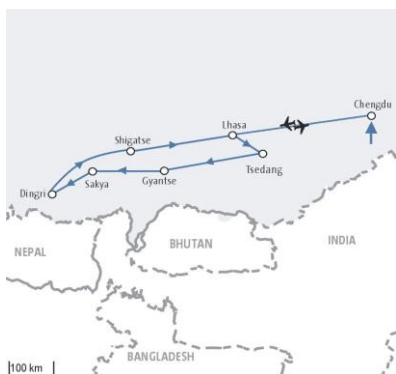 Chengdu
Lhasa
Shigatse
Tsedang
Sakya
Gyantse
Dingri
NEPAL
BHUTAN
INDIA
BANGLADESH
100 km